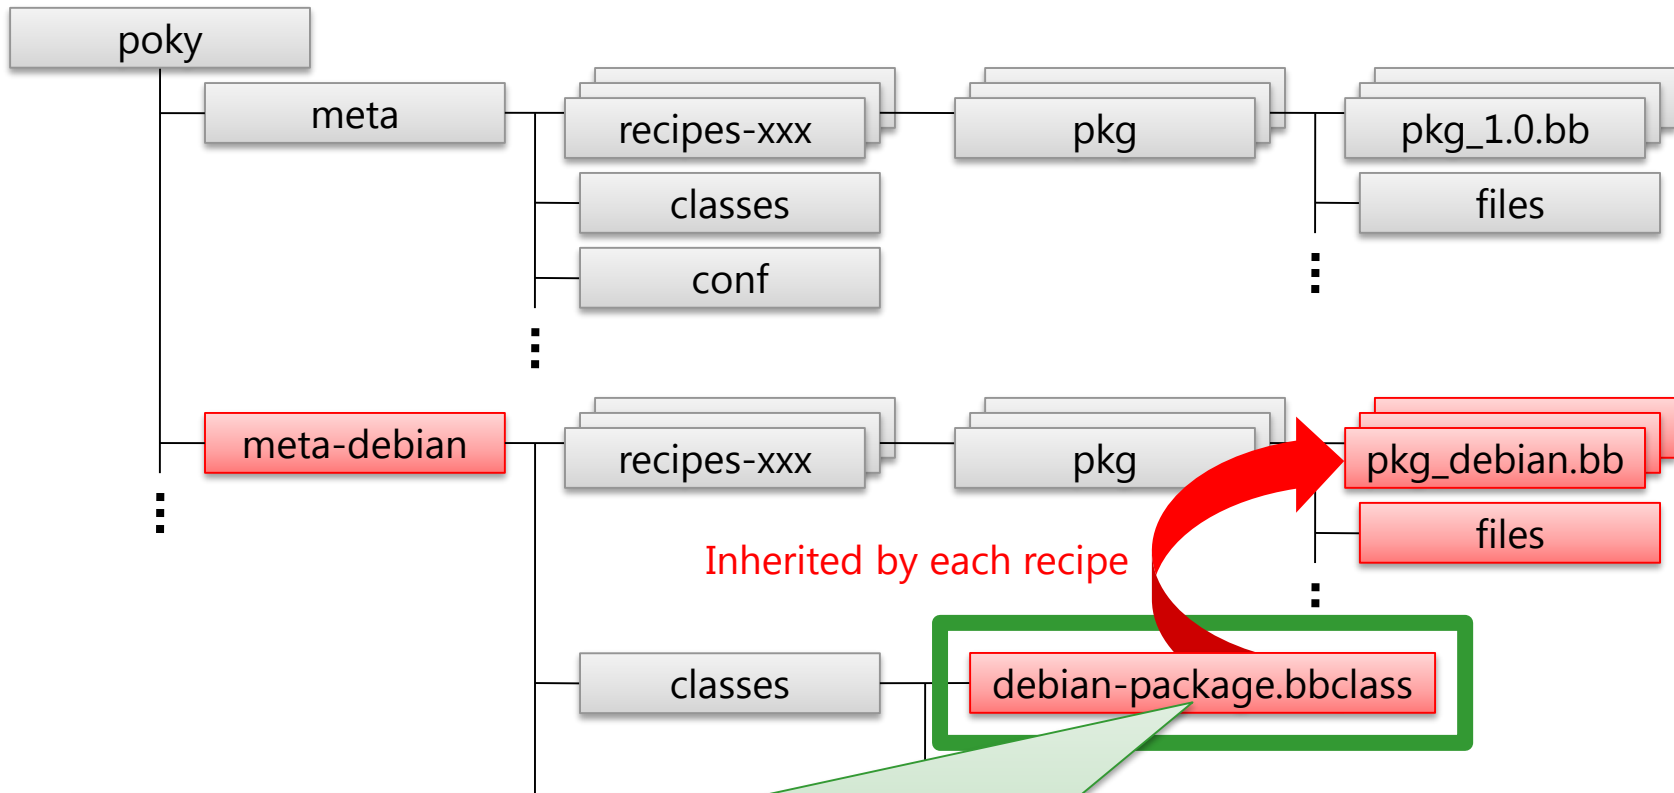 poky
meta
recipes-xxx
pkg
pkg_1.0.bb
classes
files
conf
meta-debian
recipes-xxx
pkg
pkg_debian.bb
files
Inherited by each recipe
classes
debian-package.bbclass